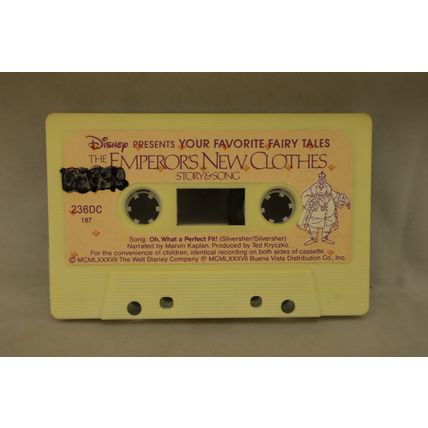 Disney PRESENTS YOUR FAVORITE FAIRY TALES
THE EMPEROR'S NEW CLOTHES
STORY & SONG
236DC
187
Song: Oh, What a Perfect Fit! (Silversher/Silversher)
Narrated by Marvin Kaplan. Produced by Ted Kryczko.
For the convenience of children, identical recording on both sides of cassette.
© MCMLXXXVII The Walt Disney Company ℗ MCMLXXXVII Buena Vista Distribution Co., Inc.